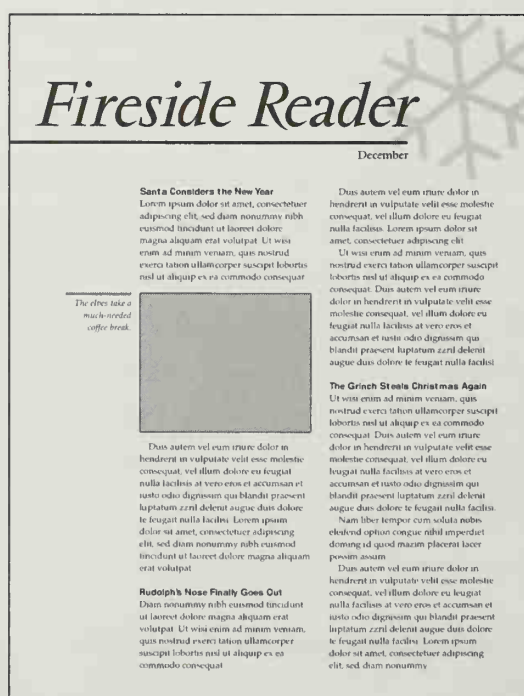 Fireside Reader
December
Santa Considers the New Year
Lorem ipsum dolor sit amet, consectetuer
adipiscing elit, sed diam nonummy nibh
euismod tincidunt ut laoreet dolore
magna aliquam erat volutpat. Ut wisi
enim ad minim veniam, quis nostrud
exerci tation ullamcorper suscipit lobortis
nisl ut aliquip ex ea commodo consequat.
The elves take a
much-needed
coffee break.
Duis autem vel eum iriure dolor in
hendrerit in vulputate velit esse molestie
consequat, vel illum dolore eu feugiat
nulla facilisis at vero eros et accumsan et
iusto odio dignissim qui blandit praesent
luptatum zzril delenit augue duis dolore
te feugait nulla facilisi. Lorem ipsum
dolor sit amet, consectetuer adipiscing
elit, sed diam nonummy nibh euismod
tincidunt ut laoreet dolore magna aliquam
erat volutpat.
Rudolph's Nose Finally Goes Out
Diam nonummy nibh euismod tincidunt
ut laoreet dolore magna aliquam erat
volutpat. Ut wisi enim ad minim veniam,
quis nostrud exerci tation ullamcorper
suscipit lobortis nisl ut aliquip ex ea
commodo consequat.
Duis autem vel eum iriure dolor in
hendrerit in vulputate velit esse molestie
consequat, vel illum dolore eu feugiat
nulla facilisis. Lorem ipsum dolor sit
amet, consectetuer adipiscing elit.
Ut wisi enim ad minim veniam, quis
nostrud exerci tation ullamcorper suscipit
lobortis nisl ut aliquip ex ea commodo
consequat. Duis autem vel eum iriure
dolor in hendrerit in vulputate velit esse
molestie consequat, vel illum dolore eu
feugiat nulla facilisis at vero eros et
accumsan et iusto odio dignissim qui
blandit praesent luptatum zzril delenit
augue duis dolore te feugait nulla facilisi.
The Grinch Steals Christmas Again
Ut wisi enim ad minim veniam, quis
nostrud exerci tation ullamcorper suscipit
lobortis nisl ut aliquip ex ea commodo
consequat. Duis autem vel eum iriure
dolor in hendrerit in vulputate velit esse
molestie consequat, vel illum dolore eu
feugiat nulla facilisis at vero eros et
accumsan et iusto odio dignissim qui
blandit praesent luptatum zzril delenit
augue duis dolore te feugait nulla facilisi.
Nam liber tempor cum soluta nobis
eleifend option congue nihil imperdiet
doming id quod mazim placerat facer
possim assum.
Duis autem vel eum iriure dolor in
hendrerit in vulputate velit esse molestie
consequat, vel illum dolore eu feugiat
nulla facilisis at vero eros et accumsan et
iusto odio dignissim qui blandit praesent
luptatum zzril delenit augue duis dolore
te feugait nulla facilisi. Lorem ipsum
dolor sit amet, consectetuer adipiscing
elit, sed diam nonummy